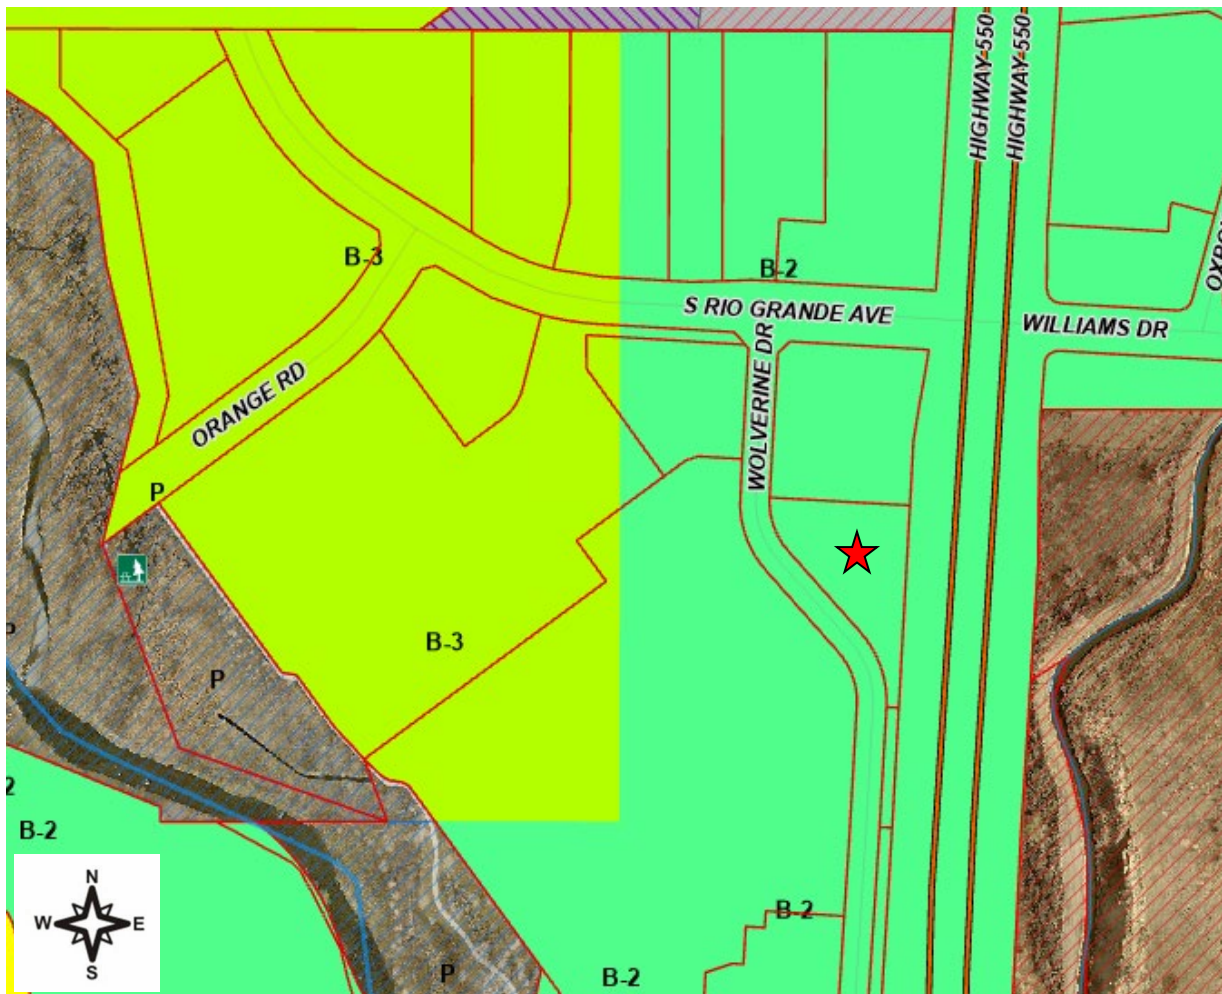 HIGHWAY 550
HIGHWAY 550
B-3
B-2
S RIO GRANDE AVE
WILLIAMS DR
WOLVERINE DR
ORANGE RD
P
P
B-3
P
2
B-2
B-2
P
B-2
N
W
E
S